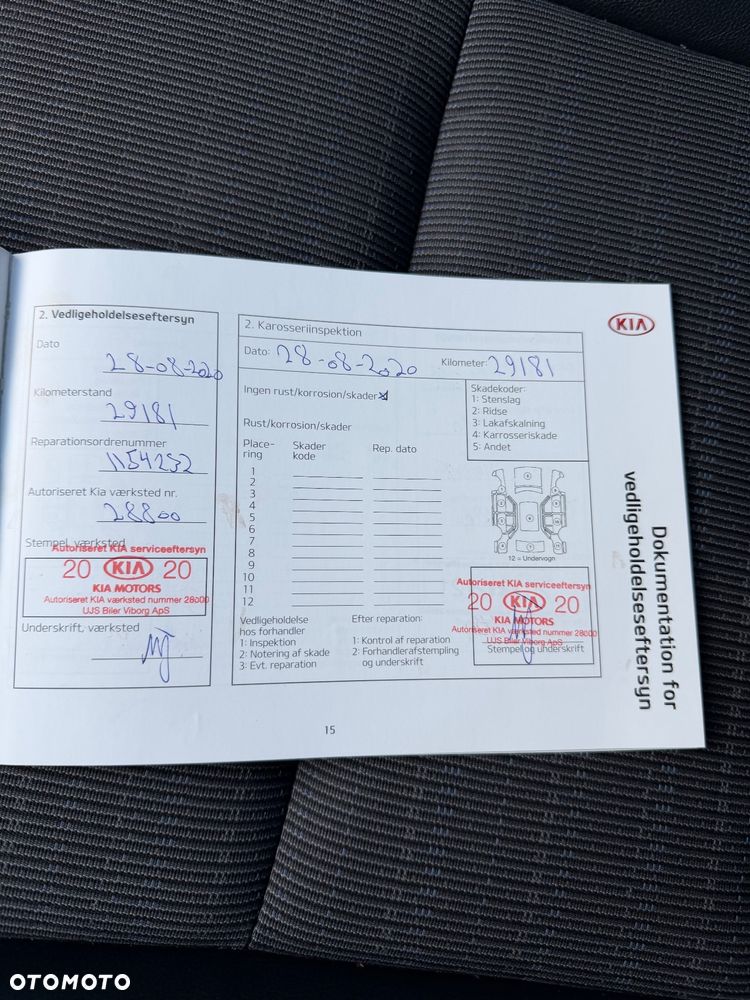 KIA
Dokumentation for
vedligeholdelseseftersyn
2. Vedligeholdelseseftersyn
Dato
28-08-2020
Kilometerstand
29181
Reparationsordrenummer
1154232
Autoriseret Kia værksted nr.
28800
Stempel, værksted
Autoriseret KIA serviceeftersyn
20 KIA 20
KIA MOTORS
Autoriseret KIA værksted nummer 28000
UJS Biler Viborg ApS
Underskrift, værksted
2. Karosseriinspektion
Dato: 28-08-2020
Kilometer: 29181
Ingen rust/korrosion/skader
Rust/korrosion/skader
Place-
ring
Skader
kode
Rep. dato
1
2
3
4
5
6
7
8
9
10
11
12
Skadekoder:
1: Stenslag
2: Ridse
3: Lakafskalning
4: Karrosseriskade
5: Andet
12 = Undervogn
Vedligeholdelse
hos forhandler
1: Inspektion
2: Notering af skade
3: Evt. reparation
Efter reparation:
1: Kontrol af reparation
2: Forhandlerafstempling
og underskrift
Autoriseret KIA serviceeftersyn
20 KIA 20
KIA MOTORS
Autoriseret KIA værksted nummer 28000
UJS Biler Viborg ApS
Stempel og underskrift
15
OTOMOTO